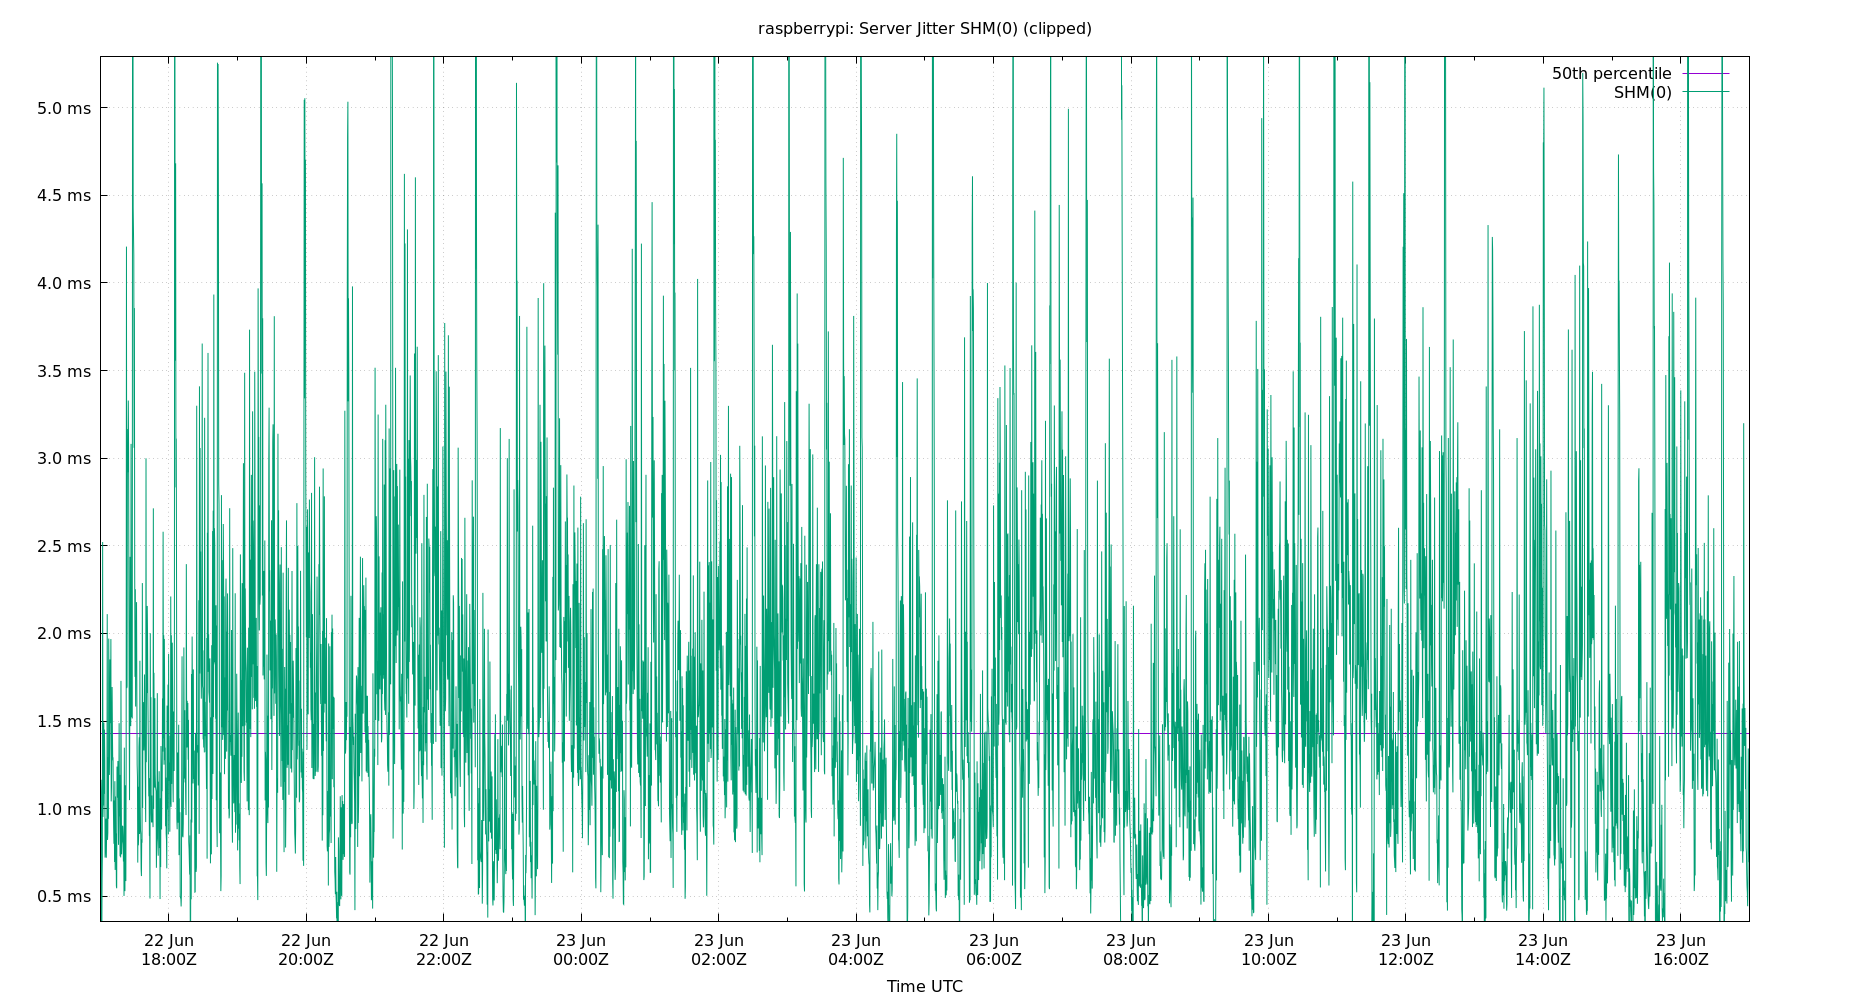 raspberrypi: Server Jitter SHM(0) (clipped)
50th percentile
SHM(0)
5.0 ms
4.5 ms
4.0 ms
3.5 ms
3.0 ms
2.5 ms
2.0 ms
1.5 ms
1.0 ms
0.5 ms
22 Jun 22 Jun 22 Jun 23 Jun 23 Jun 23 Jun 23 Jun 23 Jun 23 Jun 23 Jun 23 Jun 23 Jun
18:00Z 20:00Z 22:00Z 00:00Z 02:00Z 04:00Z 06:00Z 08:00Z 10:00Z 12:00Z 14:00Z 16:00Z
Time UTC